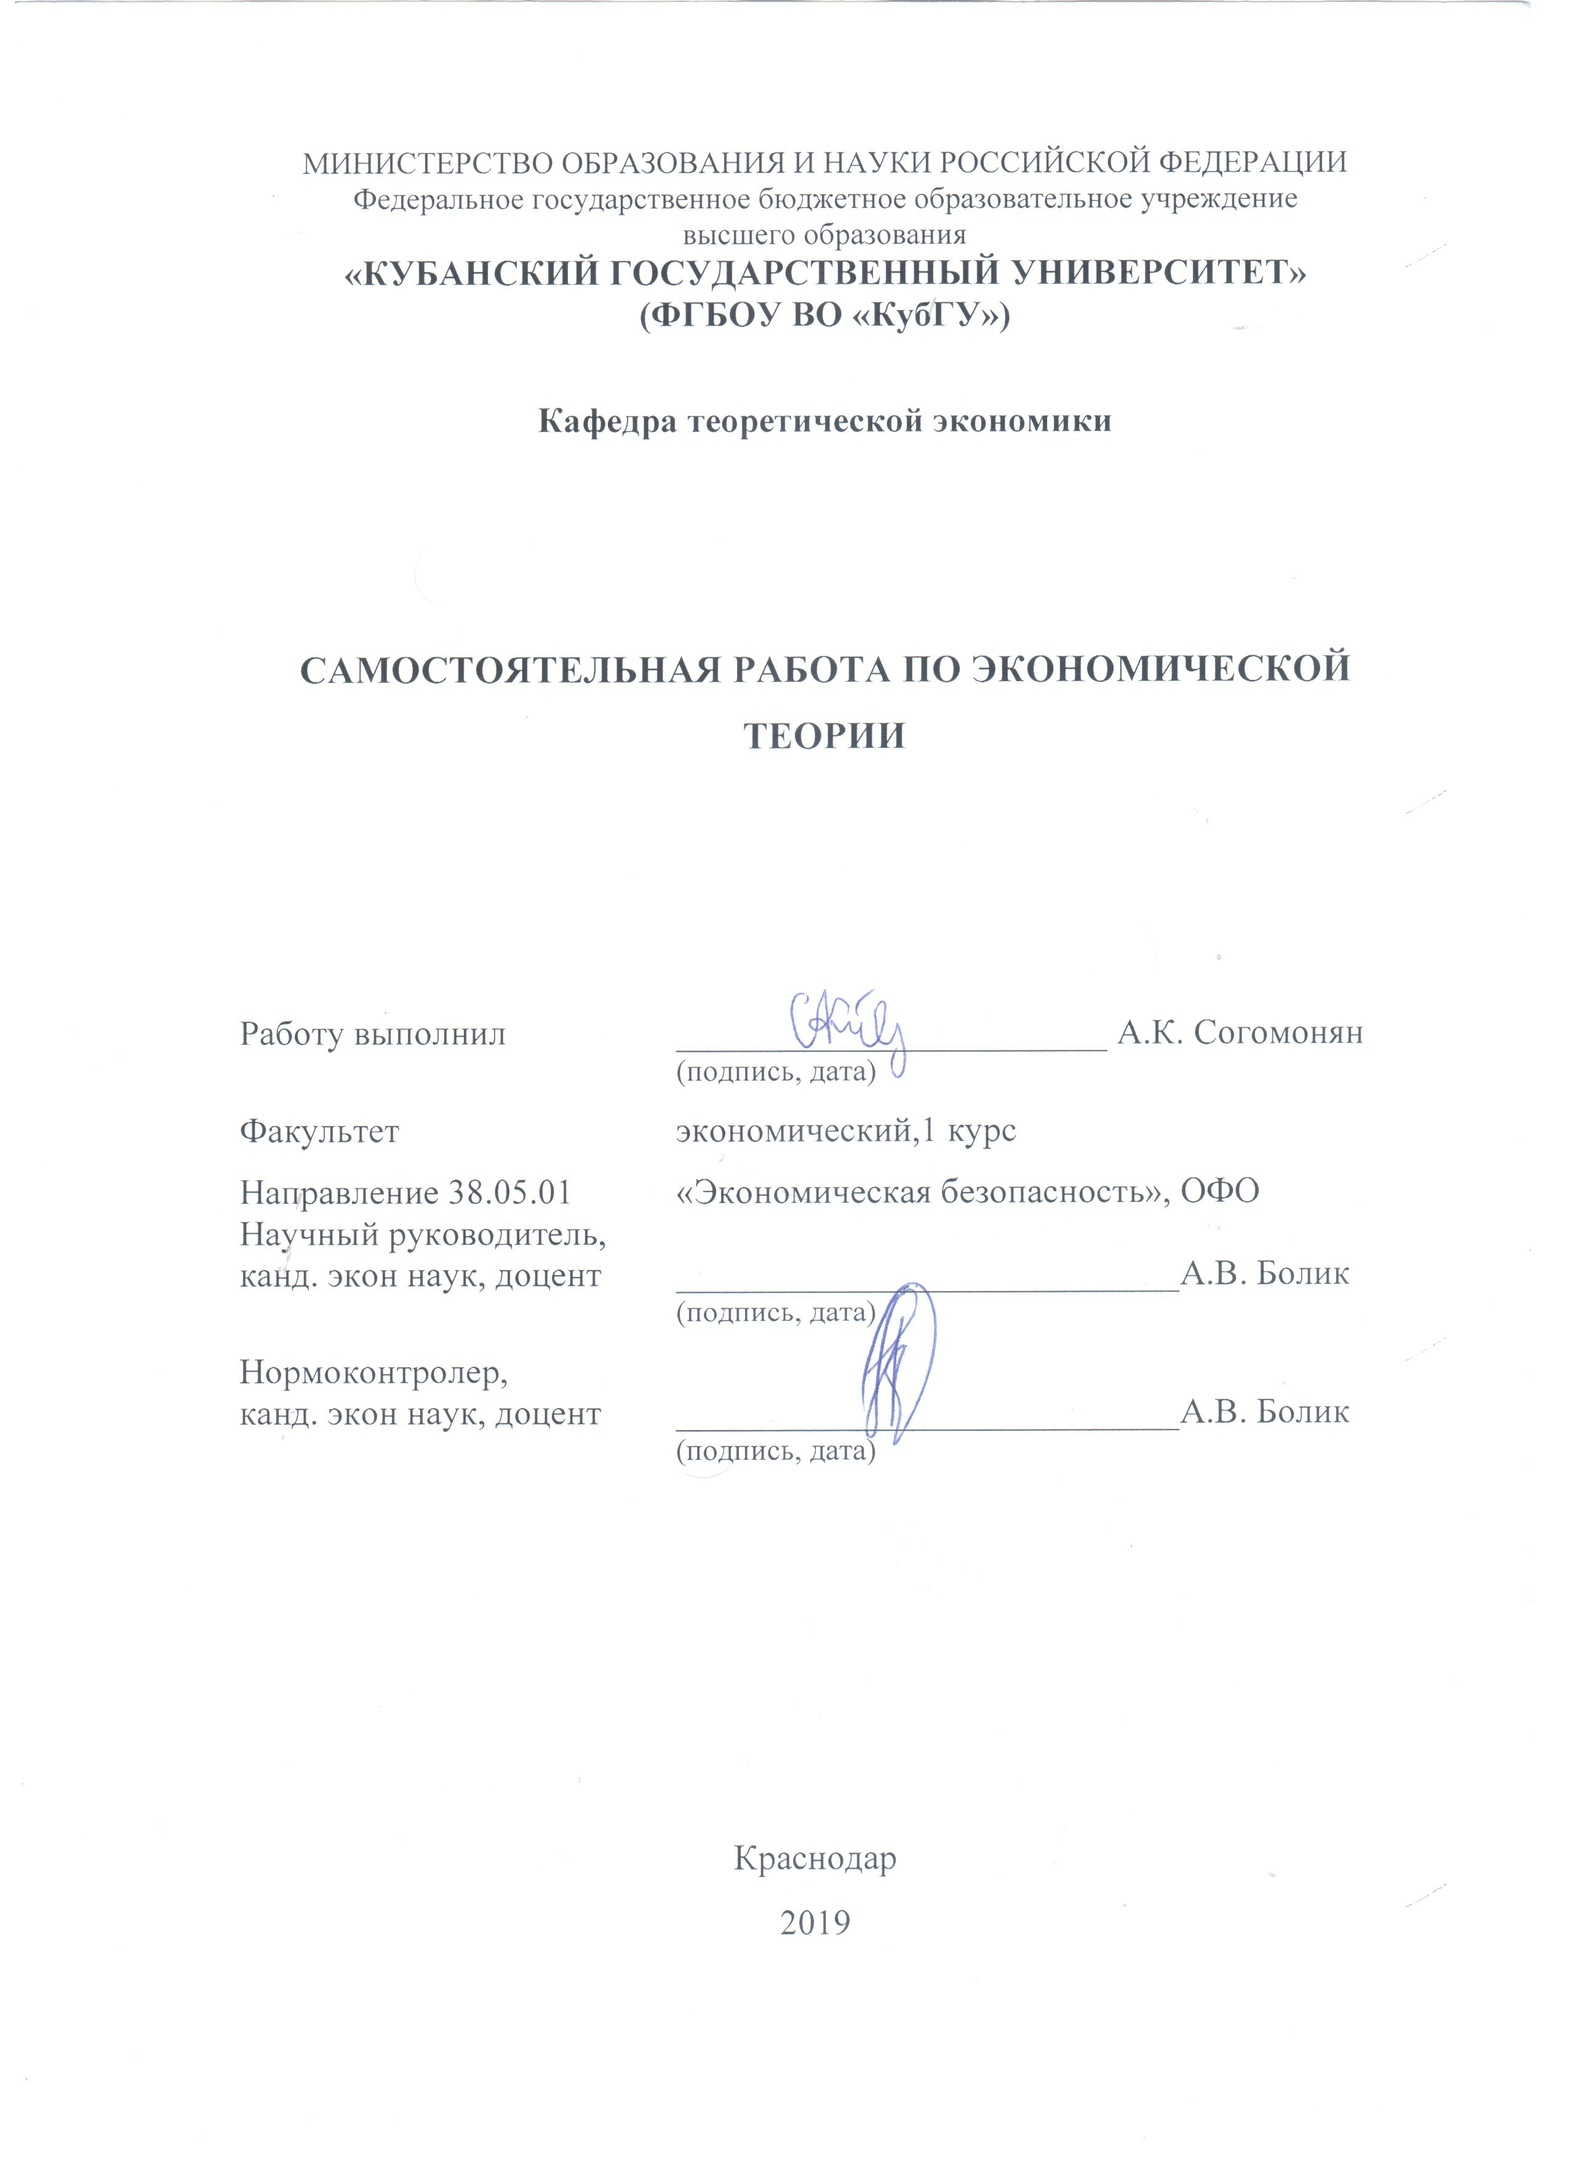 МИНИСТЕРСТВО ОБРАЗОВАНИЯ И НАУКИ РОССИЙСКОЙ ФЕДЕРАЦИИ
Федеральное государственное бюджетное образовательное учреждение
высшего образования
«КУБАНСКИЙ ГОСУДАРСТВЕННЫЙ УНИВЕРСИТЕТ»
(ФГБОУ ВО «КубГУ»)
Кафедра теоретической экономики
САМОСТОЯТЕЛЬНАЯ РАБОТА ПО ЭКОНОМИЧЕСКОЙ
ТЕОРИИ
Работу выполнил А.К. Согомонян
(подпись, дата)
Факультет экономический,1 курс
Направление 38.05.01 «Экономическая безопасность», ОФО
Научный руководитель,
канд. экон наук, доцент А.В. Болик
(подпись, дата)
Нормоконтролер,
канд. экон наук, доцент А.В. Болик
(подпись, дата)
Краснодар
2019